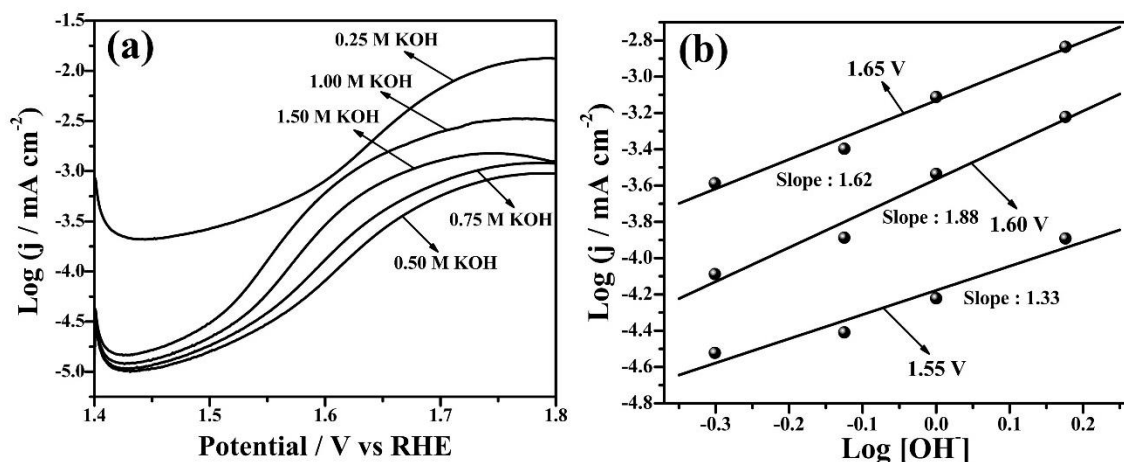 (a)
0.25 M KOH
1.00 M KOH
1.50 M KOH
0.75 M KOH
0.50 M KOH
-1.5
-2.0
-2.5
-3.0
-3.5
-4.0
-4.5
-5.0
Log (j / mA cm-2)
1.4 1.5 1.6 1.7 1.8
Potential / V vs RHE
(b)
1.65 V
Slope : 1.62
1.60 V
Slope : 1.88
Slope : 1.33
1.55 V
-2.8
-3.0
-3.2
-3.4
-3.6
-3.8
-4.0
-4.2
-4.4
-4.6
-4.8
Log (j / mA cm-2)
-0.3 -0.2 -0.1 0.0 0.1 0.2
Log [OH-]